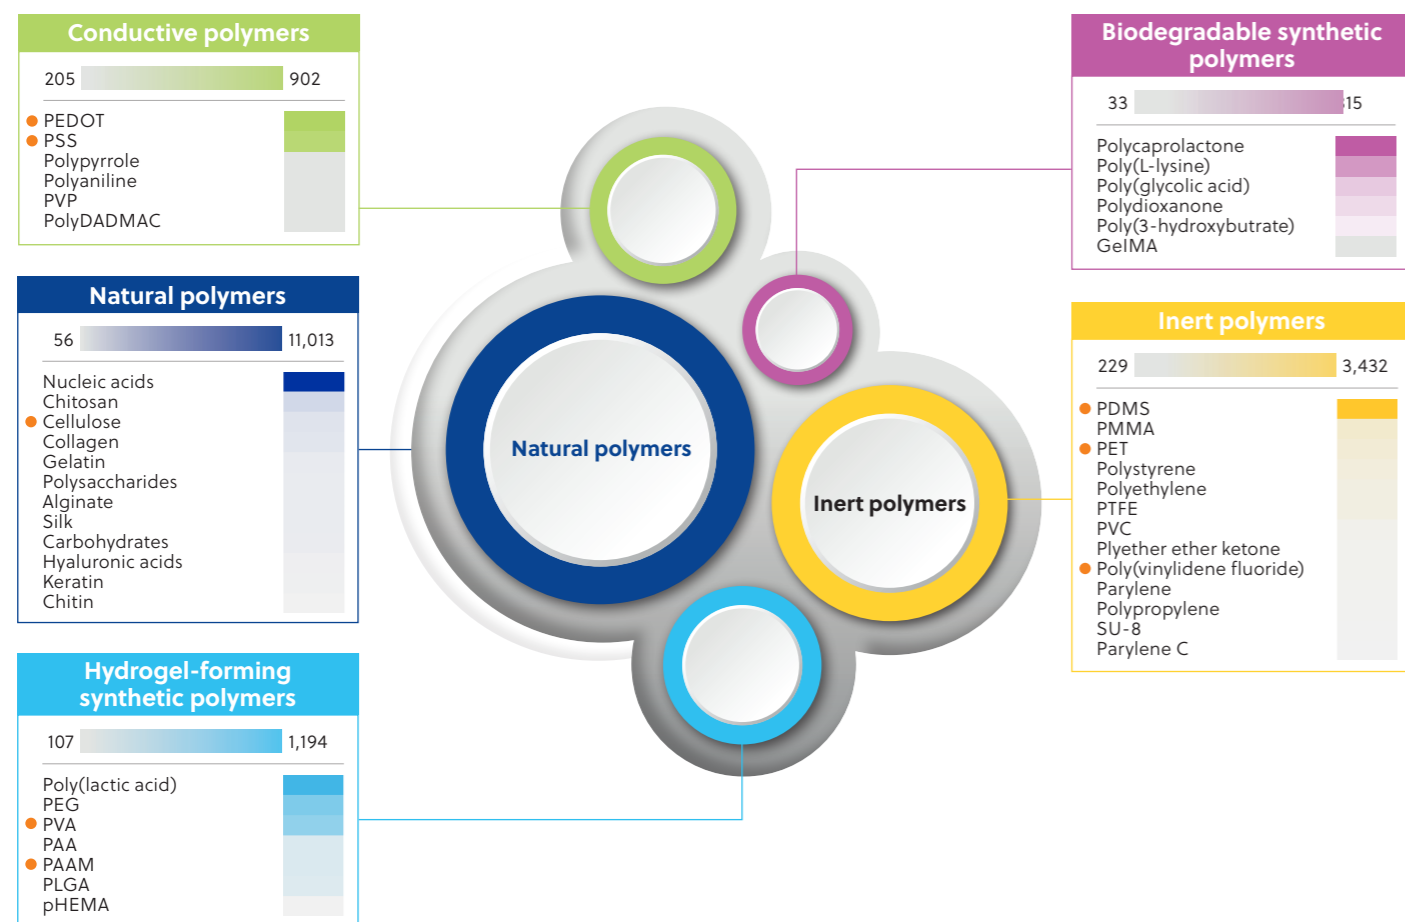 Conductive polymers
205 902
PEDOT
PSS
Polypyrrole
Polyaniline
PVP
PolyDADMAC
Natural polymers
56 11,013
Nucleic acids
Chitosan
Cellulose
Collagen
Gelatin
Polysaccharides
Alginate
Silk
Carbohydrates
Hyaluronic acids
Keratin
Chitin
Hydrogel-forming
synthetic polymers
107 1,194
Poly(lactic acid)
PEG
PVA
PAA
PAAM
PLGA
pHEMA
Natural polymers
Inert polymers
Biodegradable synthetic
polymers
33
Polycaprolactone
Poly(L-lysine)
Poly(glycolic acid)
Polydioxanone
Poly(3-hydroxybutrate)
GelMA
Inert polymers
229 3,432
PDMS
PMMA
PET
Polystyrene
Polyethylene
PTFE
PVC
Plyether ether ketone
Poly(vinylidene fluoride)
Parylene
Polypropylene
SU-8
Parylene C